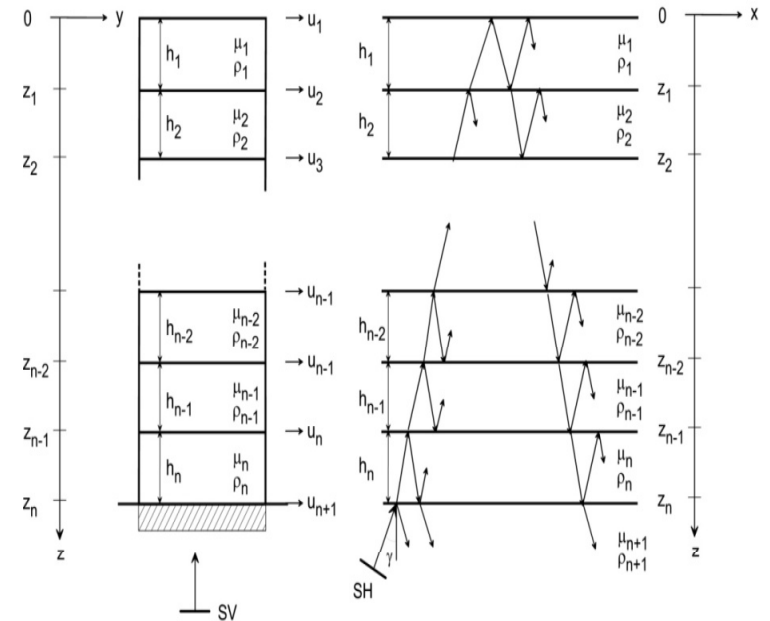 0 y u₁
h₁ μ₁
ρ₁
z₁ u₂
h₂ μ₂
ρ₂
z₂ u₃
uₙ₋₁
hₙ₋₂ μₙ₋₂
ρₙ₋₂
zₙ₋₂ uₙ₋₁
hₙ₋₁ μₙ₋₁
ρₙ₋₁
zₙ₋₁ uₙ
hₙ μₙ
ρₙ
zₙ uₙ₊₁
z
SV
0 x
h₁ μ₁
ρ₁
z₁
h₂ μ₂
ρ₂
z₂
hₙ₋₂ μₙ₋₂
ρₙ₋₂
zₙ₋₂
hₙ₋₁ μₙ₋₁
ρₙ₋₁
zₙ₋₁
hₙ μₙ
ρₙ
zₙ
μₙ₊₁
γ ρₙ₊₁
z
SH